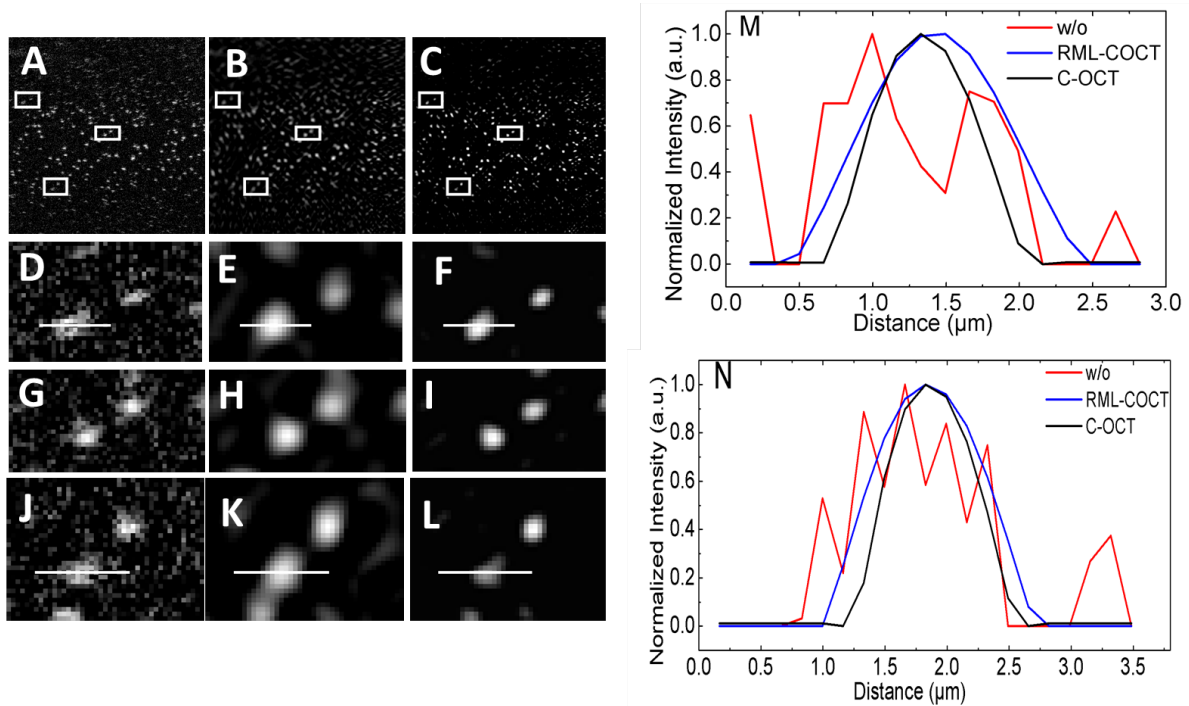 A
B
C
D
E
F
G
H
I
J
K
L
M
w/o
RML-COCT
C-OCT
Normalized Intensity (a.u.)
1.0
0.8
0.6
0.4
0.2
0.0
0.0 0.5 1.0 1.5 2.0 2.5 3.0
Distance (µm)
N
w/o
RML-COCT
C-OCT
Normalized Intensity (a.u.)
1.0
0.8
0.6
0.4
0.2
0.0
0.0 0.5 1.0 1.5 2.0 2.5 3.0 3.5
Distance (µm)